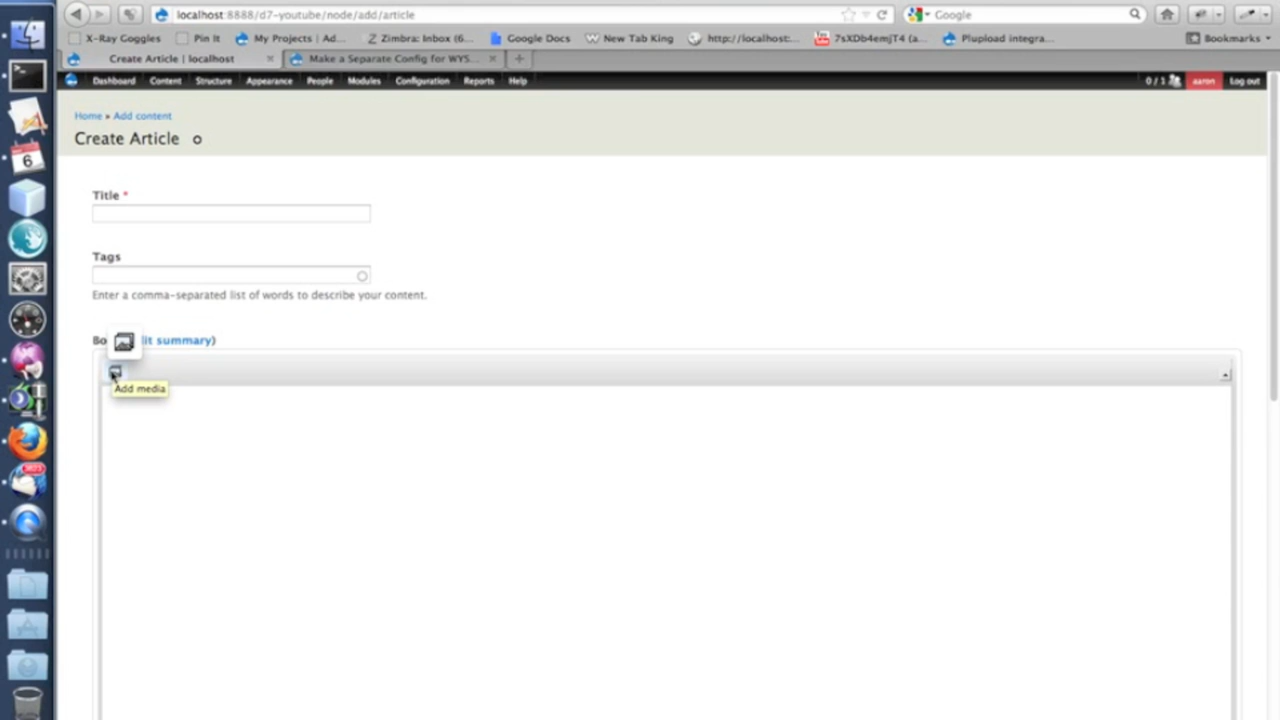 localhost:8888/d7-youtube/node/add/article
Google
X-Ray Goggles Pin It My Projects | Ad... Zimbra: Inbox (6... Google Docs New Tab King http://localhost:... 7sXDb4emjT4 (a... Plupload integra... Bookmarks
Create Article | localhost Make a Separate Config for WYS...
Dashboard Content Structure Appearance People Modules Configuration Reports Help 0 / 1 aaron Log out
Home » Add content
Create Article
Title *
Tags
Enter a comma-separated list of words to describe your content.
Bo it summary)
Add media
6